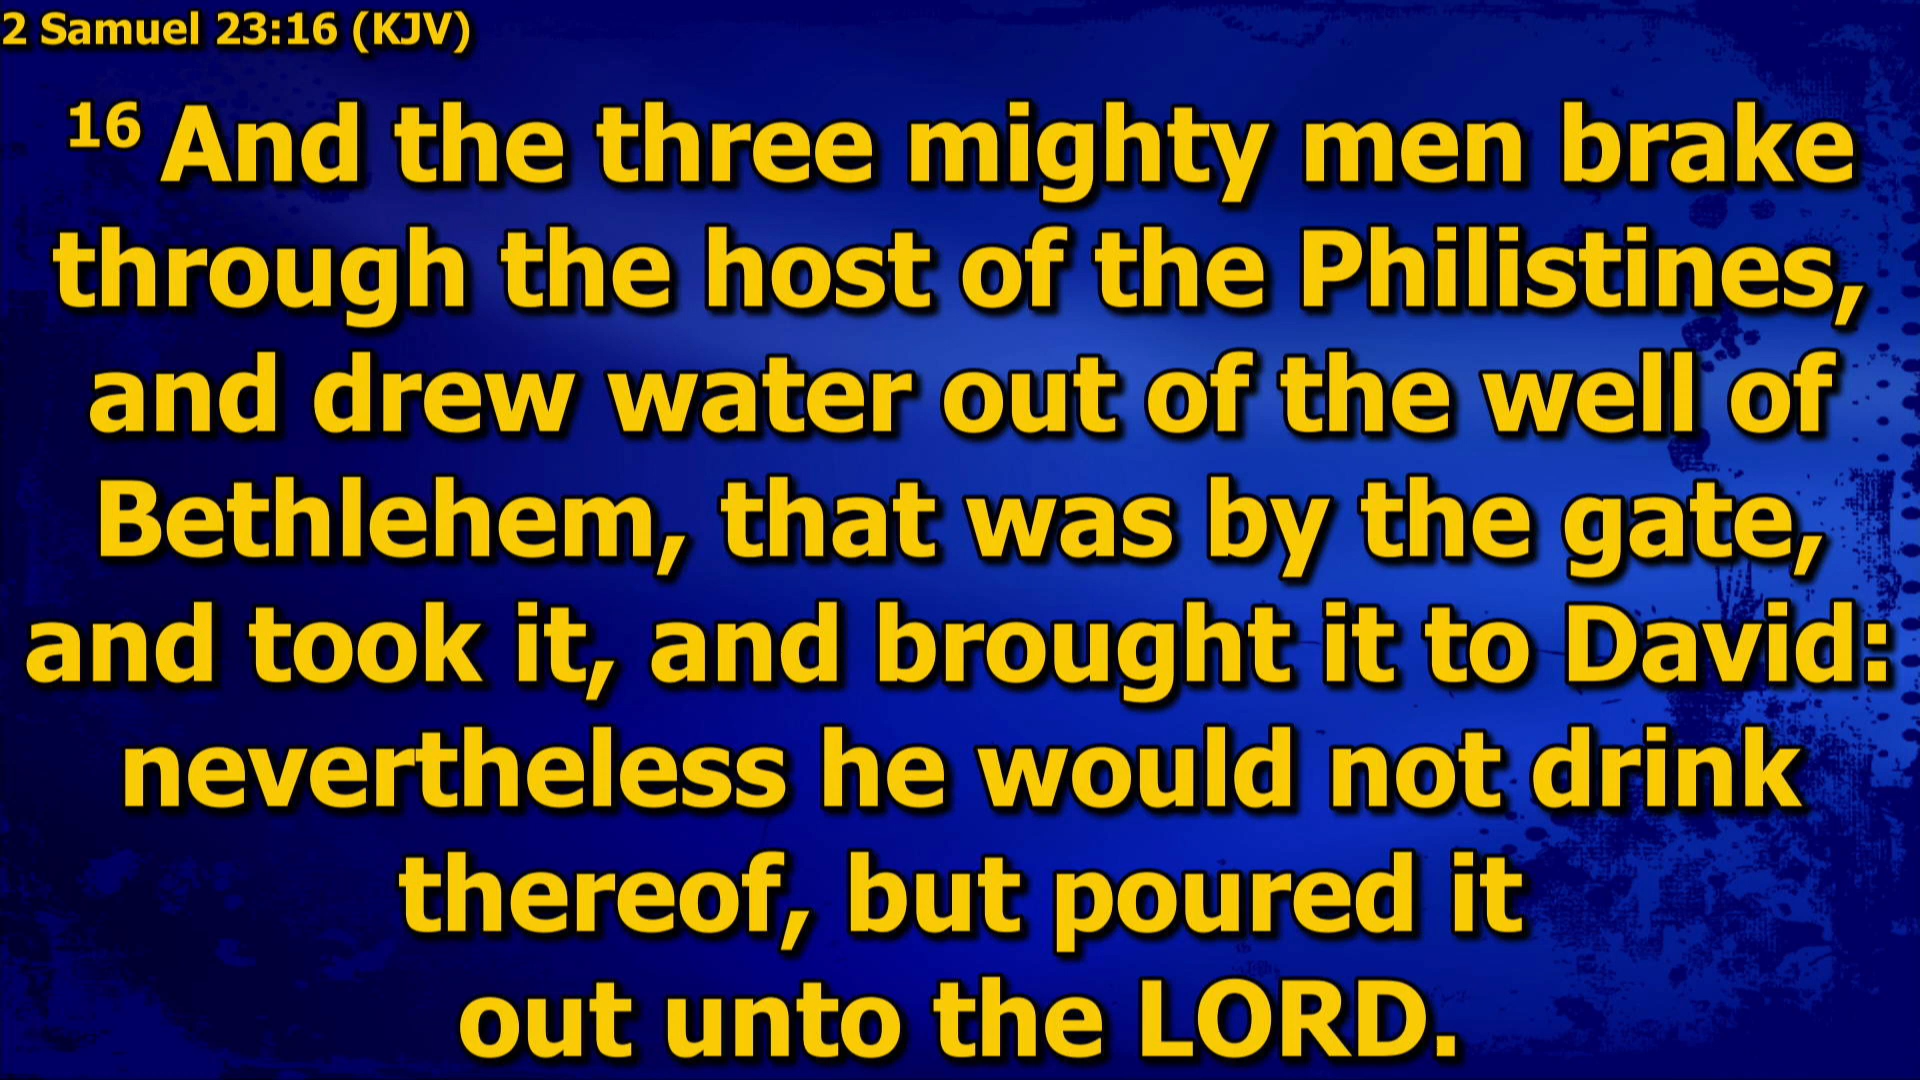 2 Samuel 23:16 (KJV)
16 And the three mighty men brake
through the host of the Philistines,
and drew water out of the well of
Bethlehem, that was by the gate,
and took it, and brought it to David:
nevertheless he would not drink
thereof, but poured it
out unto the LORD.